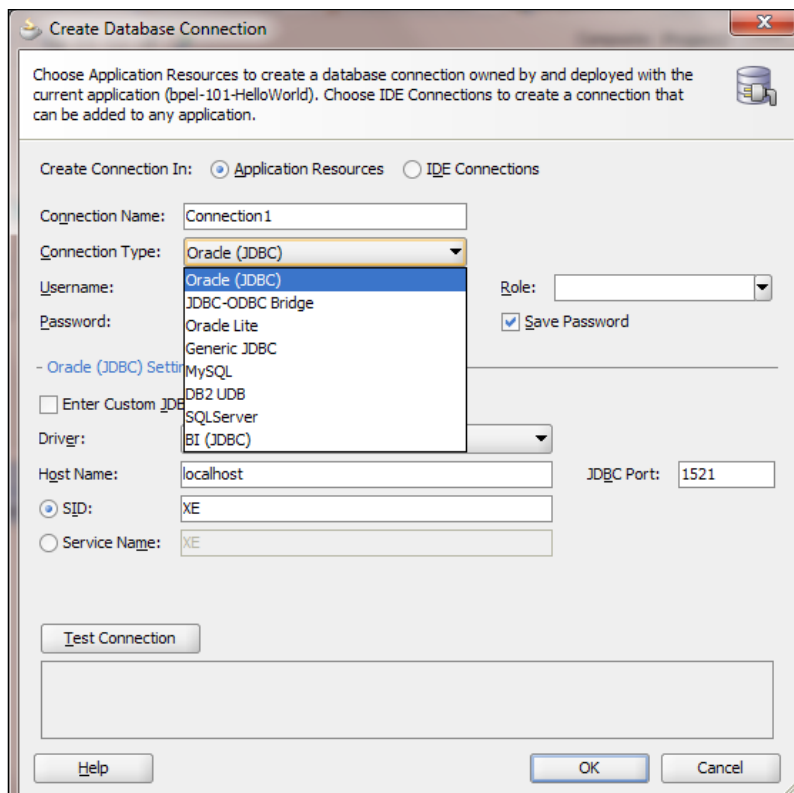 Create Database Connection
Choose Application Resources to create a database connection owned by and deployed with the
current application (bpel-101-HelloWorld). Choose IDE Connections to create a connection that
can be added to any application.
Create Connection In: Application Resources IDE Connections
Connection Name: Connection1
Connection Type: Oracle (JDBC)
Oracle (JDBC)
Username: Role:
JDBC-ODBC Bridge
Password: Oracle Lite Save Password
Generic JDBC
- Oracle (JDBC) Settin
MySQL
DB2 UDB
Enter Custom JDB
SQLServer
Driver: BI (JDBC)
Host Name: localhost JDBC Port: 1521
SID: XE
Service Name: XE
Test Connection
Help OK Cancel